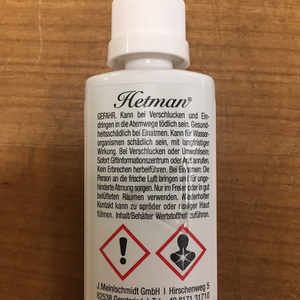 Hetman®
GEFAHR. Kann bei Verschlucken und Ein-
dringen in die Atemwege tödlich sein. Gesund-
heitsschädlich bei Einatmen. Kann für Wasser-
organismen schädlich sein, mit langfristiger
Wirkung. Bei Verschlucken oder Unwohlsein:
Sofort Giftinformationszentrum oder Arzt anrufen.
Kein Erbrechen herbeiführen. Bei Einatmen: Die
Person an die frische Luft bringen und für unge-
hinderte Atmung sorgen. Nur im Freien oder in gut
belüfteten Räumen verwenden. Wiederholter
Kontakt kann zu spröder oder rissiger Haut
führen. Inhalt/Behälter Wertstoffhof zuzuführen.
J. Meinlschmidt GmbH | Hirschenweg 5
82538 Geretsried